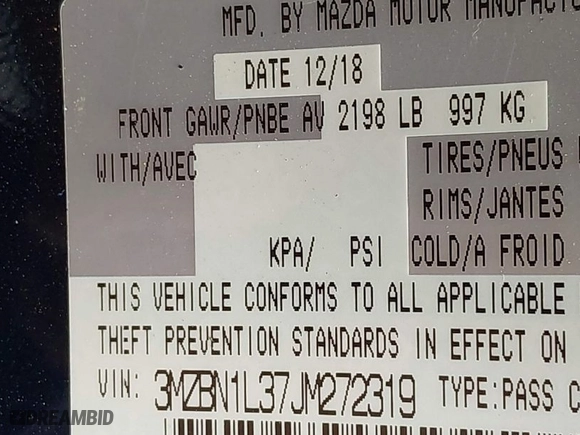 MFD. BY MAZDA MOTOR MANUFACTU
DATE 12/18
FRONT GAWR/PNBE AV 2198 LB 997 KG
WITH/AVEC TIRES/PNEUS
RIMS/JANTES
KPA/ PSI COLD/A FROID
THIS VEHICLE CONFORMS TO ALL APPLICABLE
THEFT PREVENTION STANDARDS IN EFFECT ON
VIN: 3MZBN1L37JM272319 TYPE:PASS C
DREAMBID